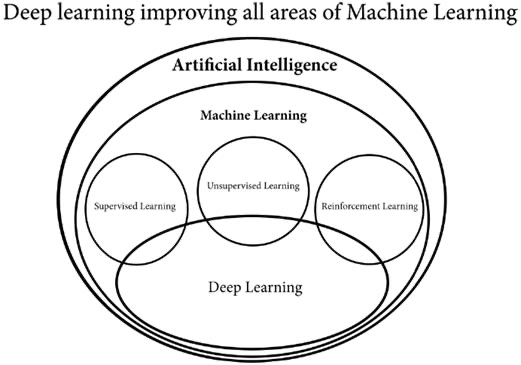 Deep learning improving all areas of Machine Learning
Artificial Intelligence
Machine Learning
Unsupervised Learning
Supervised Learning
Reinforcement Learning
Deep Learning